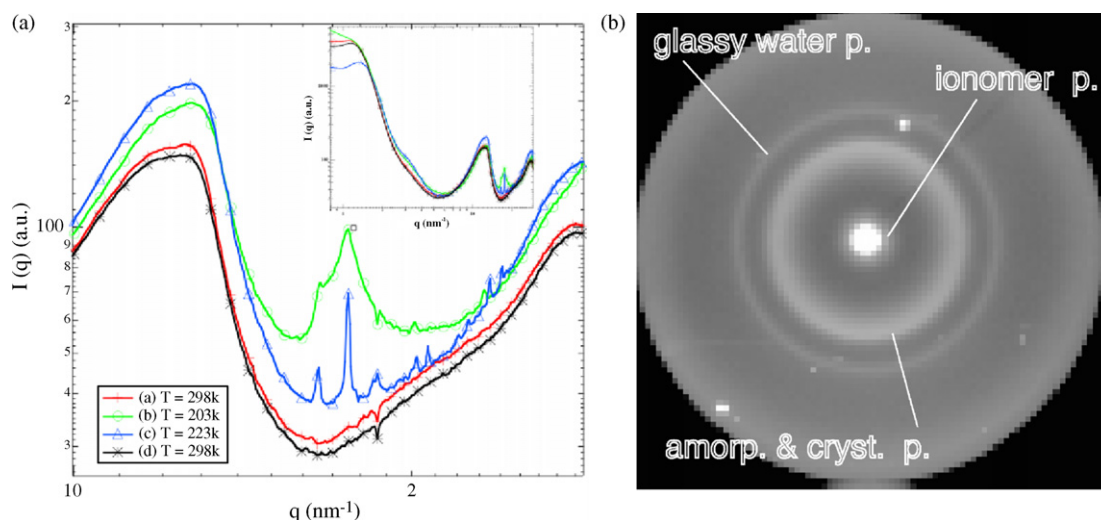 (a)
3
2
100
9
8
7
6
5
4
3
I (q) (a.u.)
10
2
q (nm⁻¹)
I (q) (a.u.)
q (nm⁻¹)
(a) T = 298k
(b) T = 203k
(c) T = 223k
(d) T = 298k
(b)
glassy water p.
ionomer p.
amorp. & cryst. p.